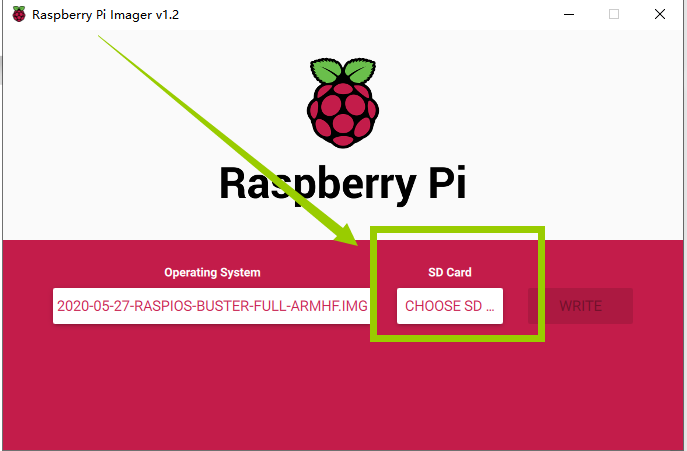 Raspberry Pi Imager v1.2
Raspberry Pi
Operating System
SD Card
2020-05-27-RASPIOS-BUSTER-FULL-ARMHF.IMG
CHOOSE SD ...
WRITE